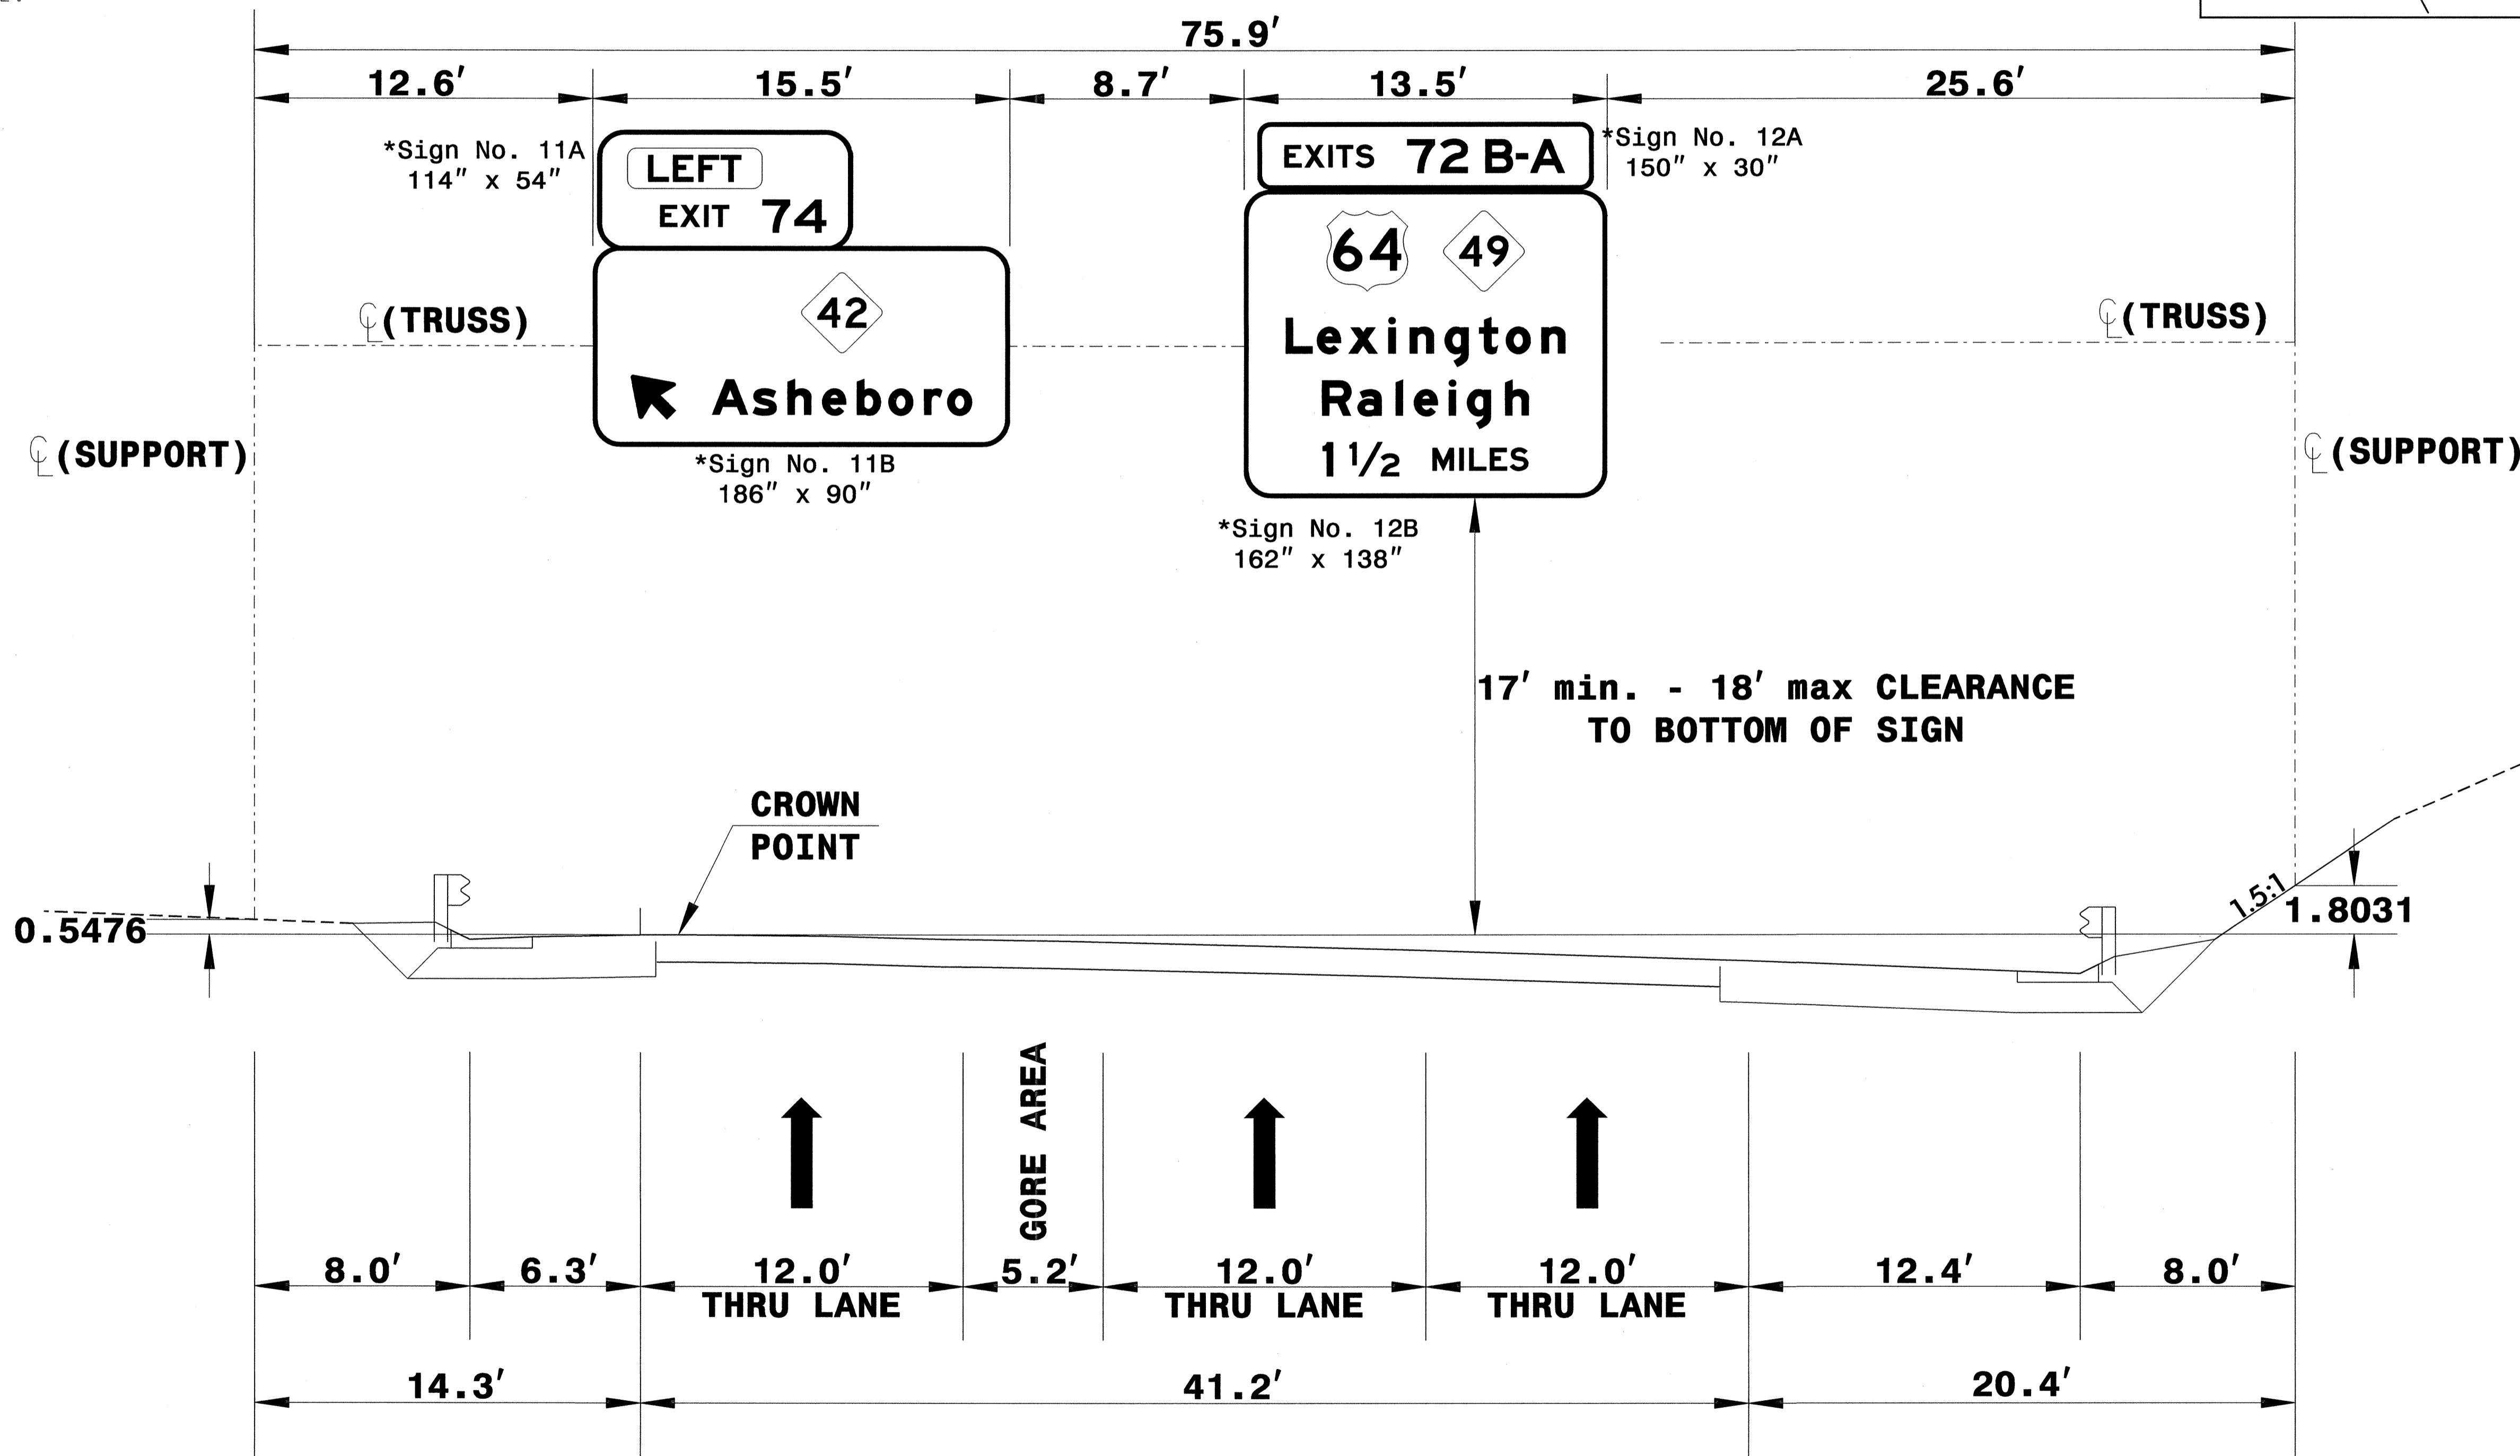 75.9′
12.6′ 15.5′ 8.7′ 13.5′ 25.6′
*Sign No. 11A
114″ x 54″
LEFT
EXIT 74
EXITS 72 B-A
*Sign No. 12A
150″ x 30″
42
Asheboro
64 49
Lexington
Raleigh
1 1/2 MILES
℄ (TRUSS)
℄ (TRUSS)
℄ (SUPPORT)
℄ (SUPPORT)
*Sign No. 11B
186″ x 90″
*Sign No. 12B
162″ x 138″
17′ min. - 18′ max CLEARANCE
TO BOTTOM OF SIGN
CROWN
POINT
0.5476
1.5:1
1.8031
GORE AREA
8.0′ 6.3′ 12.0′ 5.2′ 12.0′ 12.0′ 12.4′ 8.0′
THRU LANE THRU LANE THRU LANE
14.3′ 41.2′ 20.4′